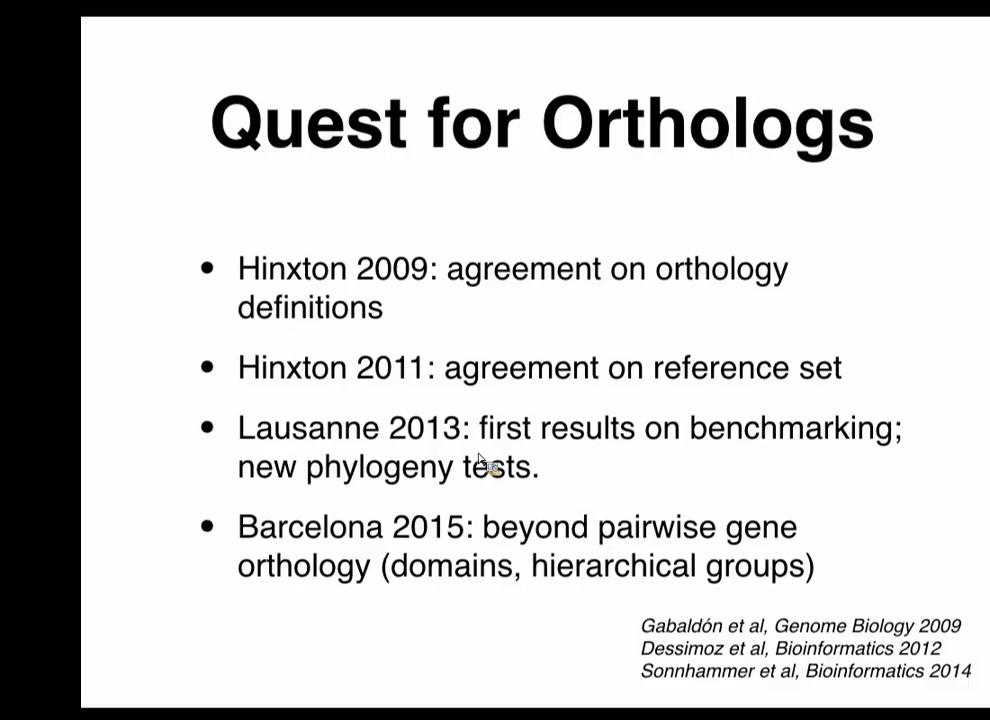 Quest for Orthologs
• Hinxton 2009: agreement on orthology
definitions
• Hinxton 2011: agreement on reference set
• Lausanne 2013: first results on benchmarking;
new phylogeny tests.
• Barcelona 2015: beyond pairwise gene
orthology (domains, hierarchical groups)
Gabaldón et al, Genome Biology 2009
Dessimoz et al, Bioinformatics 2012
Sonnhammer et al, Bioinformatics 2014